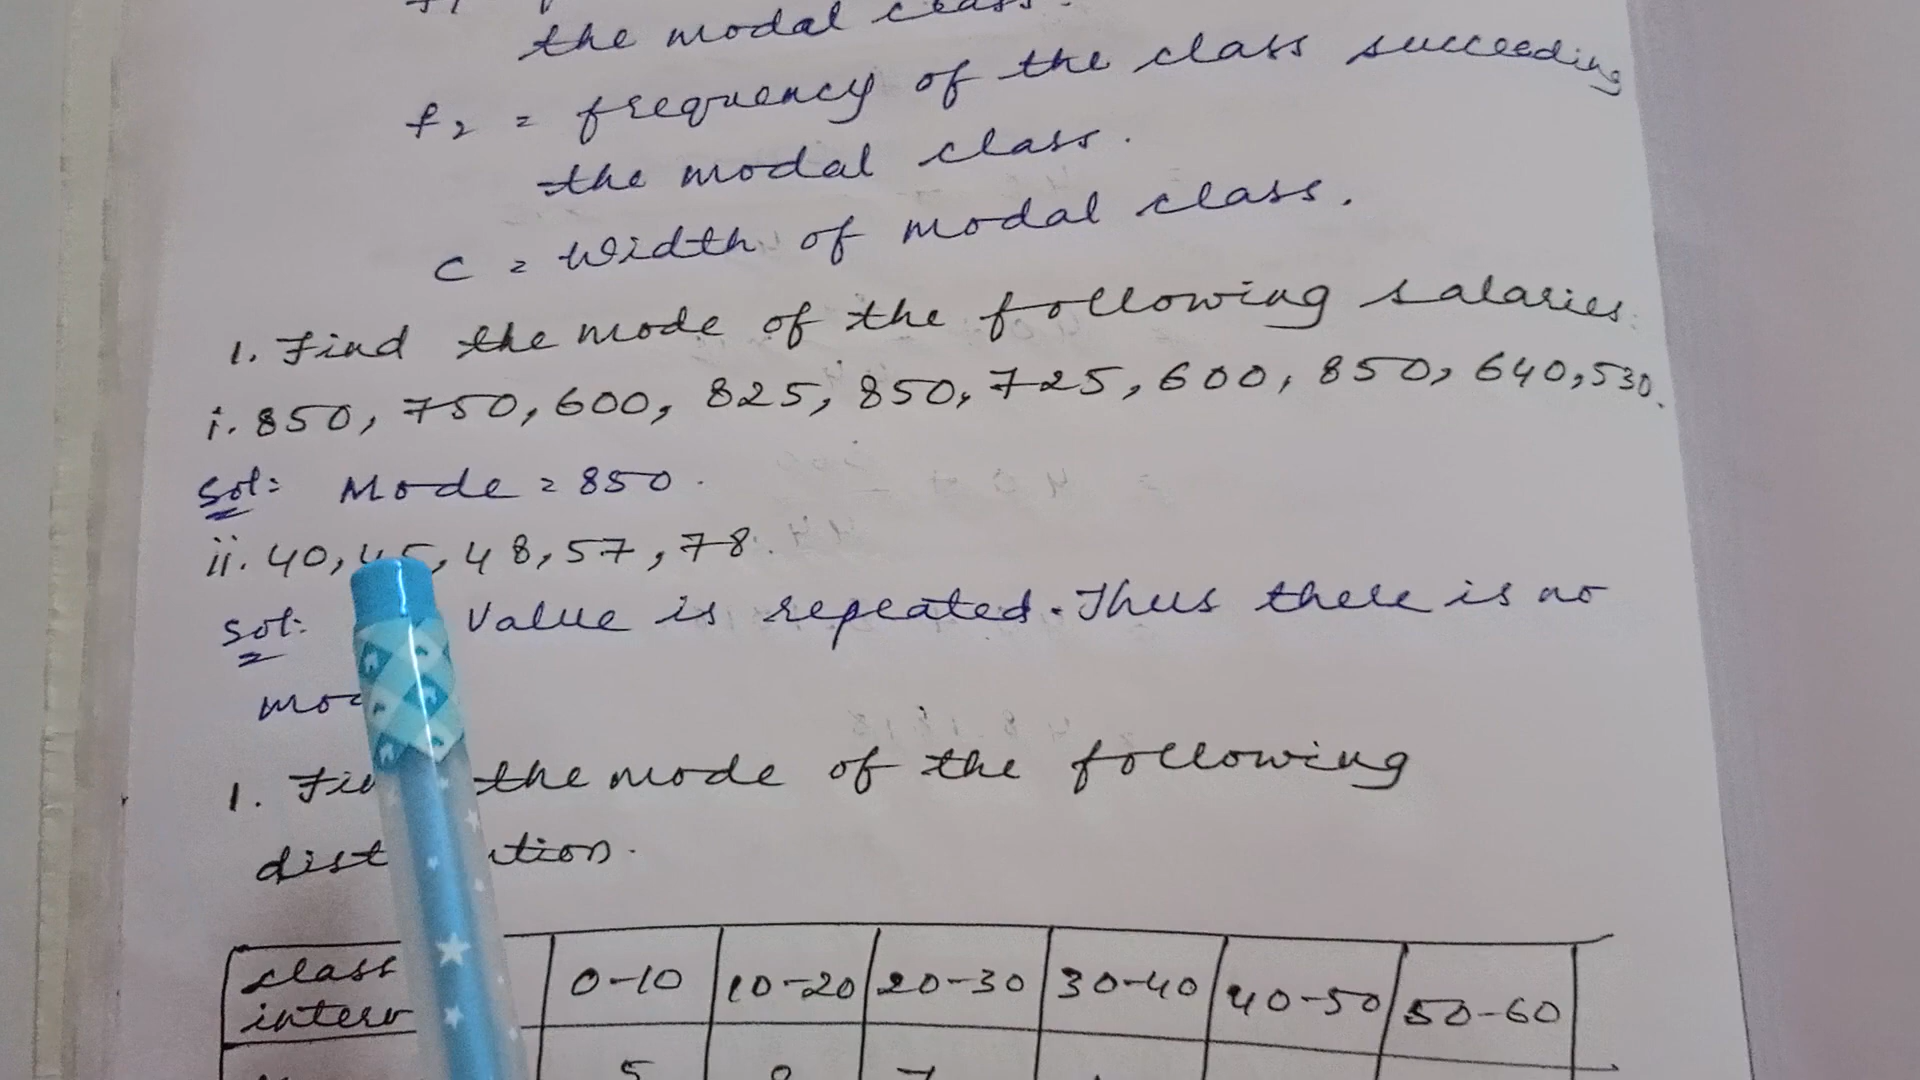 the modal class.
f2 = frequency of the class succeeding
the modal class.
c = width of modal class.
1. Find the mode of the following salaries:
i. 850, 750, 600, 825, 850, 725, 600, 850, 640, 530.
Sol: Mode = 850.
ii. 40, 45, 48, 57, 78.
Sol: Value is repeated. Thus there is no
1. the mode of the following
class 0-10 10-20 20-30 30-40 40-50 50-60
5